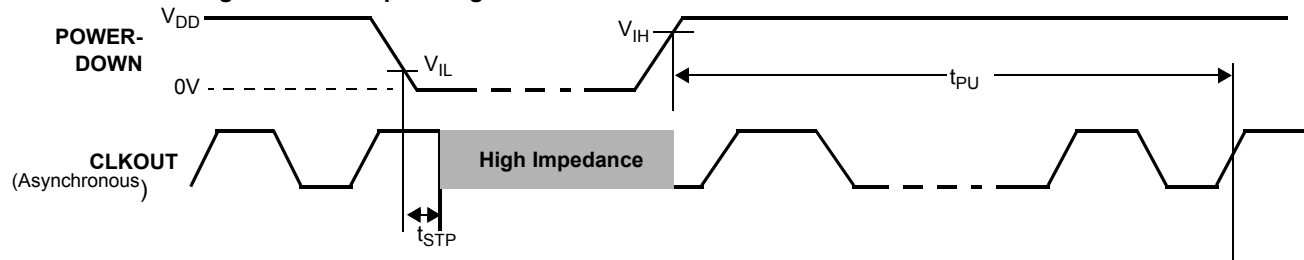 V_DD
POWER-
DOWN
V_IL
0V
V_IH
t_PU
CLKOUT
(Asynchronous)
High Impedance
t_STP